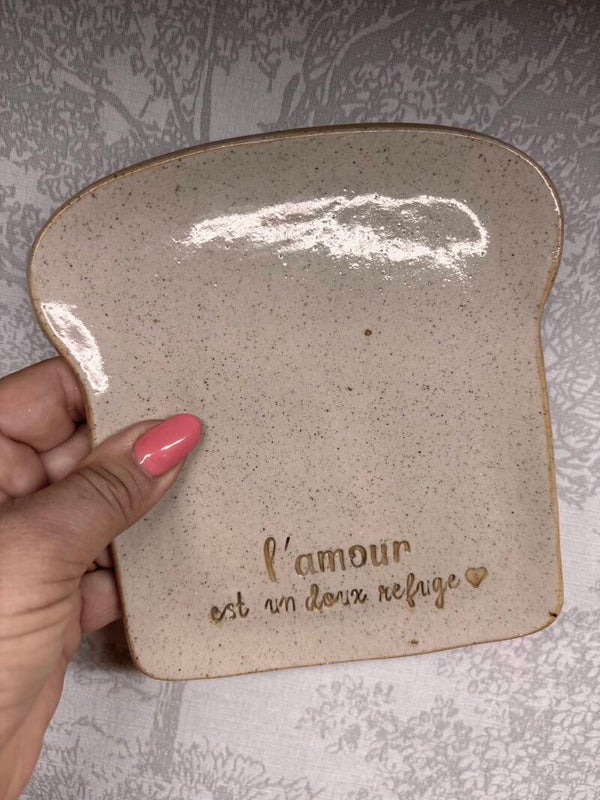 l'amour
est un doux refuge ♥